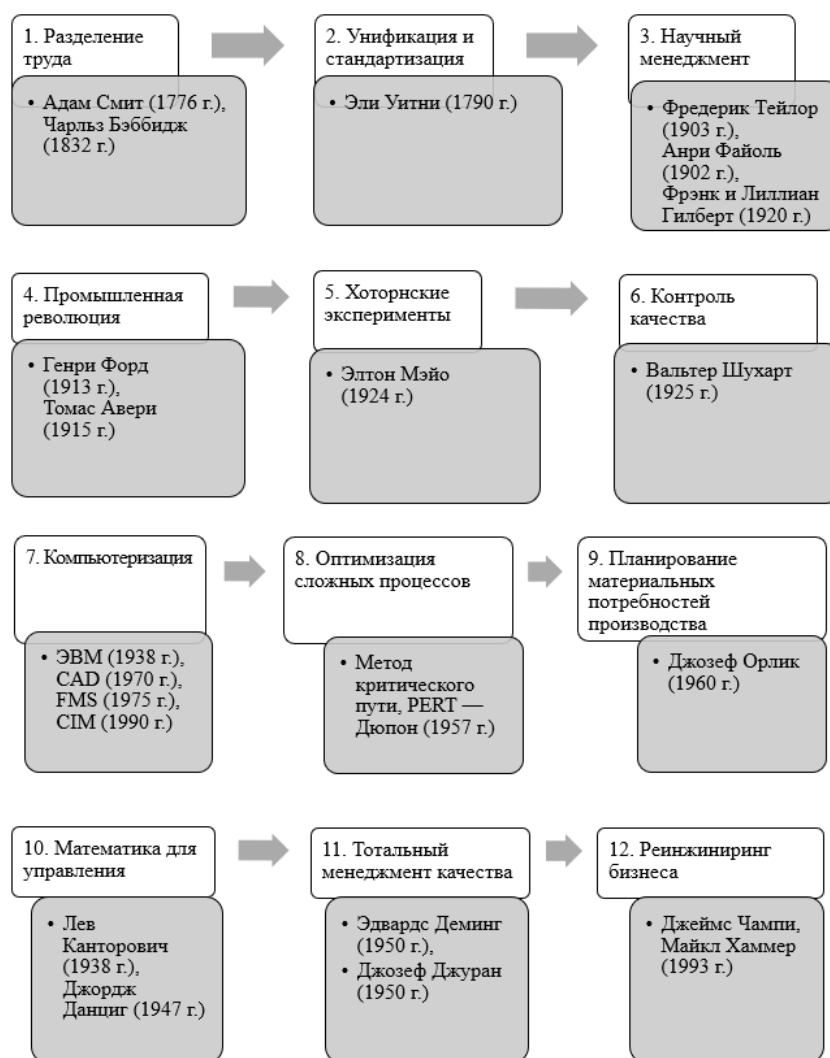 1. Разделение
труда
• Адам Смит (1776 г.),
Чарльз Бэббидж
(1832 г.)
2. Унификация и
стандартизация
• Эли Уитни (1790 г.)
3. Научный
менеджмент
• Фредерик Тейлор
(1903 г.),
Анри Файоль
(1902 г.),
Фрэнк и Лиллиан
Гилберт (1920 г.)
4. Промышленная
революция
• Генри Форд
(1913 г.),
Томас Авери
(1915 г.)
5. Хоторнские
эксперименты
• Элтон Мэйо
(1924 г.)
6. Контроль
качества
• Вальтер Шухарт
(1925 г.)
7. Компьютеризация
• ЭВМ (1938 г.),
CAD (1970 г.),
FMS (1975 г.),
CIM (1990 г.)
8. Оптимизация
сложных процессов
• Метод
критического
пути, PERT —
Дюпон (1957 г.)
9. Планирование
материальных
потребностей
производства
• Джозеф Орлик
(1960 г.)
10. Математика для
управления
• Лев
Канторович
(1938 г.),
Джордж
Данциг (1947 г.)
11. Тотальный
менеджмент качества
• Эдвардс Деминг
(1950 г.),
• Джозеф Джуран
(1950 г.)
12. Реинжиниринг
бизнеса
• Джеймс Чампи,
Майкл Хаммер
(1993 г.)